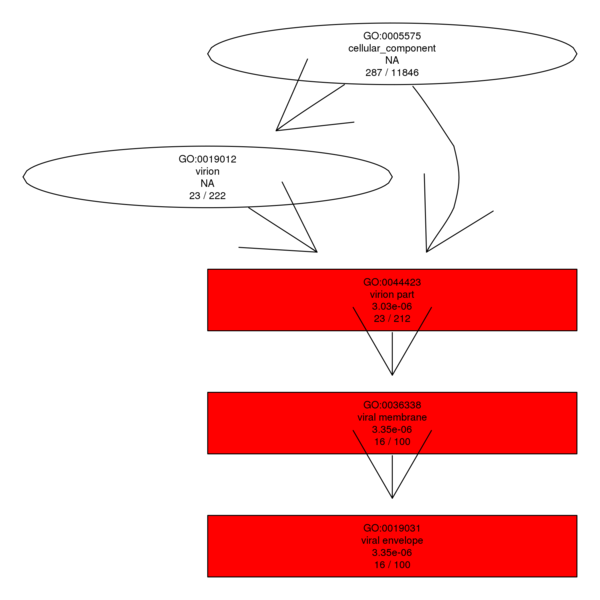 GO:0005575
cellular_component
NA
287 / 11846
GO:0019012
virion
NA
23 / 222
GO:0044423
virion part
3.03e-06
23 / 212
GO:0036338
viral membrane
3.35e-06
16 / 100
GO:0019031
viral envelope
3.35e-06
16 / 100